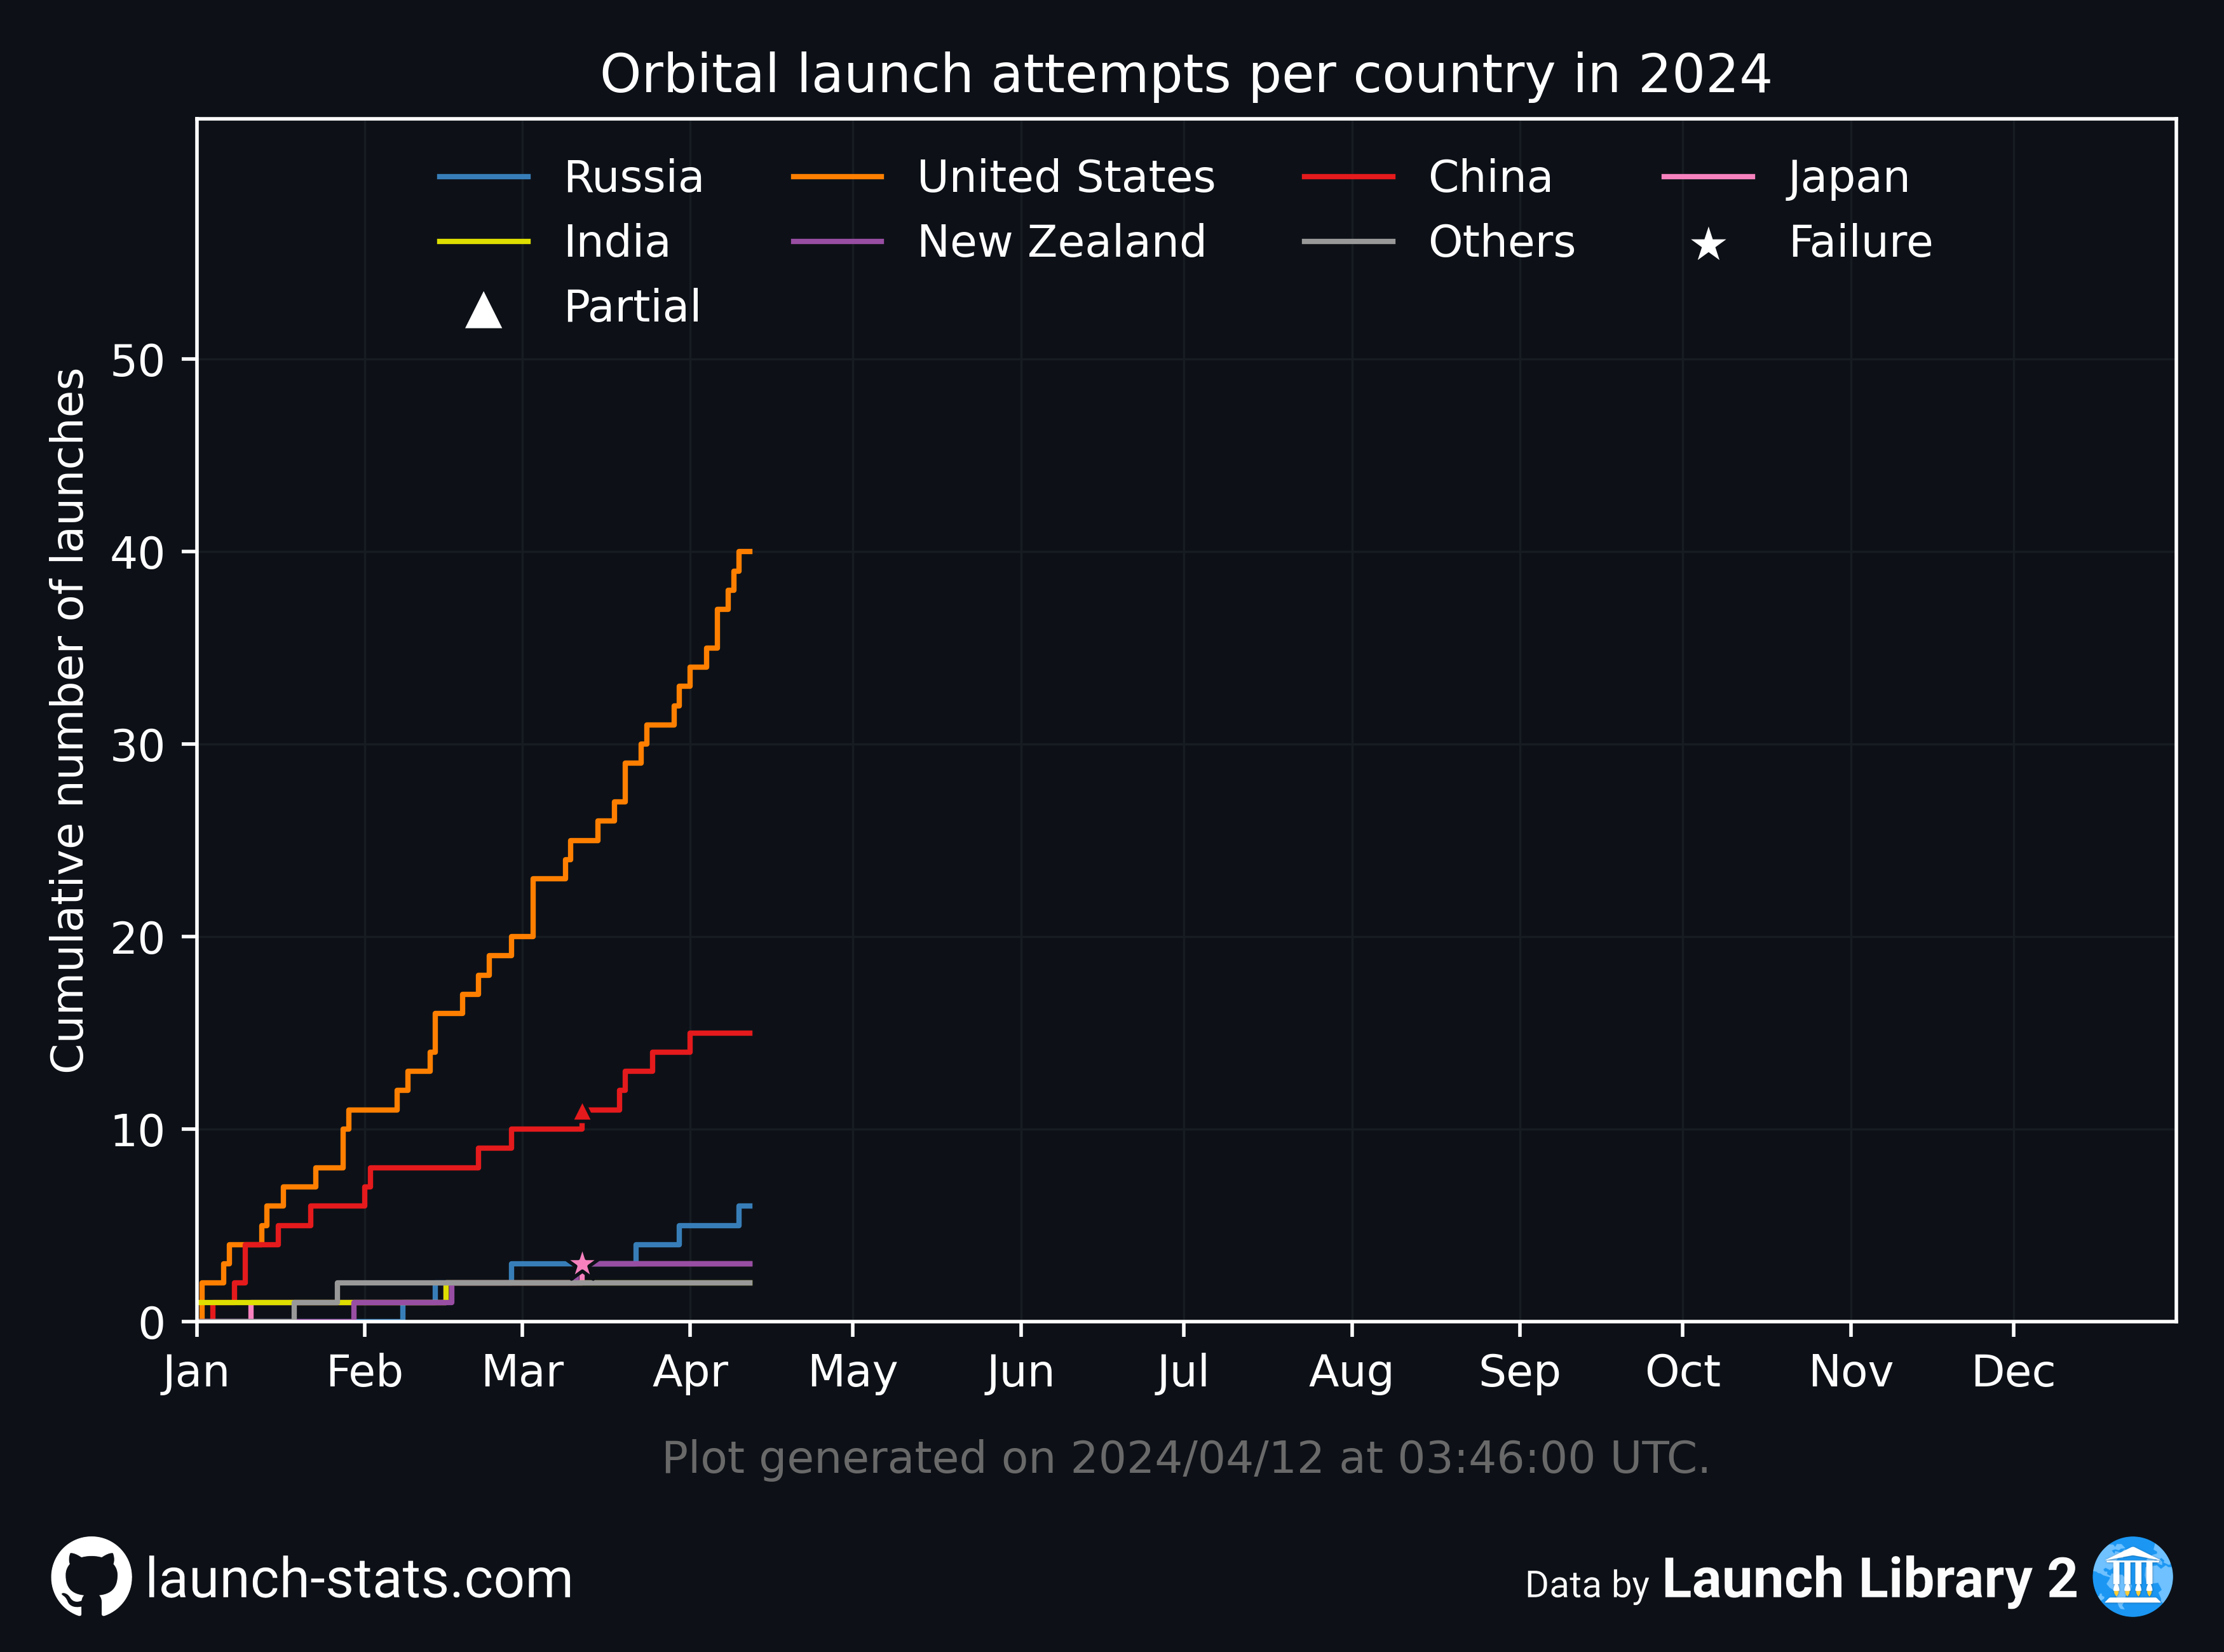 Orbital launch attempts per country in 2024
Russia United States China Japan
India New Zealand Others Failure
Partial
Cumulative number of launches
50
40
30
20
10
0
Jan Feb Mar Apr May Jun Jul Aug Sep Oct Nov Dec
Plot generated on 2024/04/12 at 03:46:00 UTC.
launch-stats.com
Data by Launch Library 2